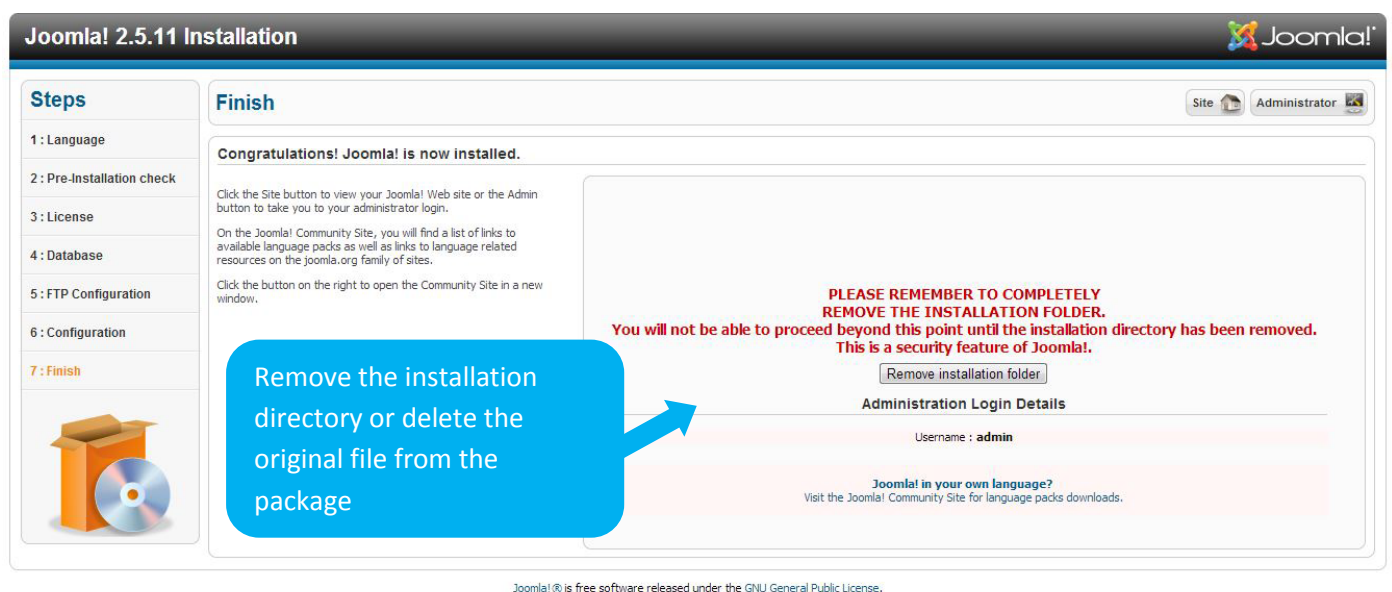 Joomla! 2.5.11 Installation
Joomla!
Steps
1 : Language
2 : Pre-Installation check
3 : License
4 : Database
5 : FTP Configuration
6 : Configuration
7 : Finish
Finish
Site
Administrator
Congratulations! Joomla! is now installed.
Click the Site button to view your Joomla! Web site or the Admin
button to take you to your administrator login.
On the Joomla! Community Site, you will find a list of links to
available language packs as well as links to language related
resources on the joomla.org family of sites.
Click the button on the right to open the Community Site in a new
window.
PLEASE REMEMBER TO COMPLETELY
REMOVE THE INSTALLATION FOLDER.
You will not be able to proceed beyond this point until the installation directory has been removed.
This is a security feature of Joomla!.
Remove installation folder
Administration Login Details
Username : admin
Joomla! in your own language?
Visit the Joomla! Community Site for language packs downloads.
Remove the installation
directory or delete the
original file from the
package
Joomla! ® is free software released under the GNU General Public License.